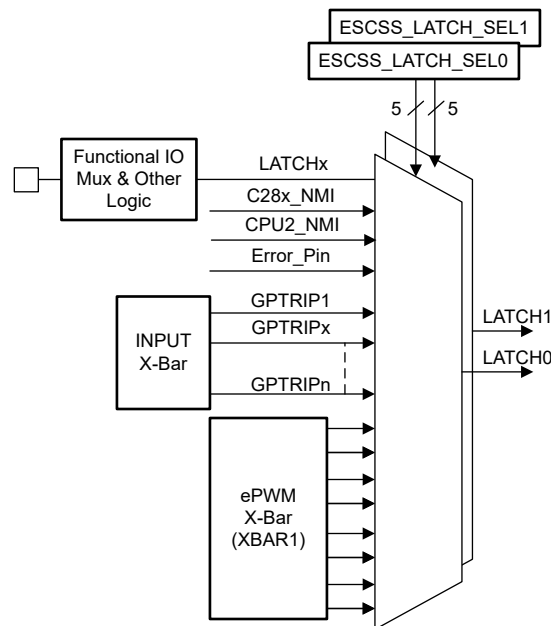 ESCSS_LATCH_SEL1
ESCSS_LATCH_SEL0
5
5
Functional IO
Mux & Other
Logic
LATCHx
C28x_NMI
CPU2_NMI
Error_Pin
INPUT
X-Bar
GPTRIP1
GPTRIPx
GPTRIPn
LATCH1
LATCH0
ePWM
X-Bar
(XBAR1)